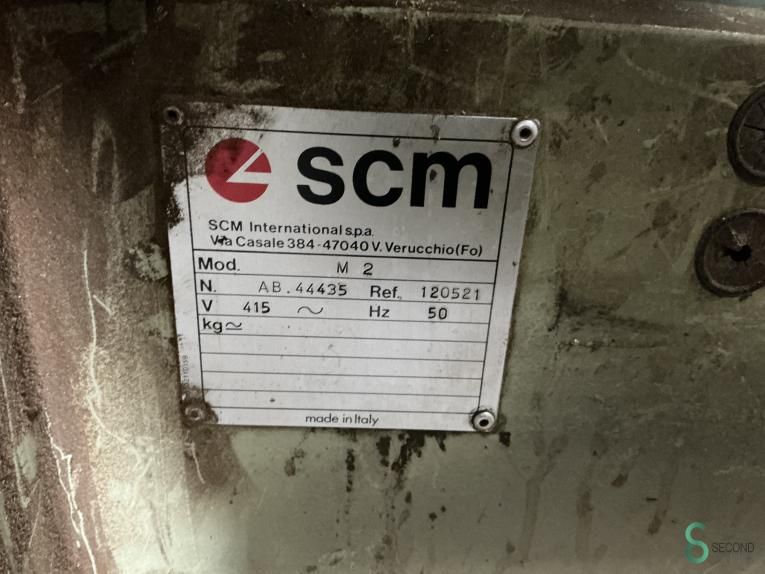 scm
SCM International s.p.a.
Via Casale 384-47040 V. Verucchio (Fo)
Mod. M 2
N. AB.44435 Ref. 120521
V 415 ~ Hz 50
kg ≃
made in Italy
SECOND